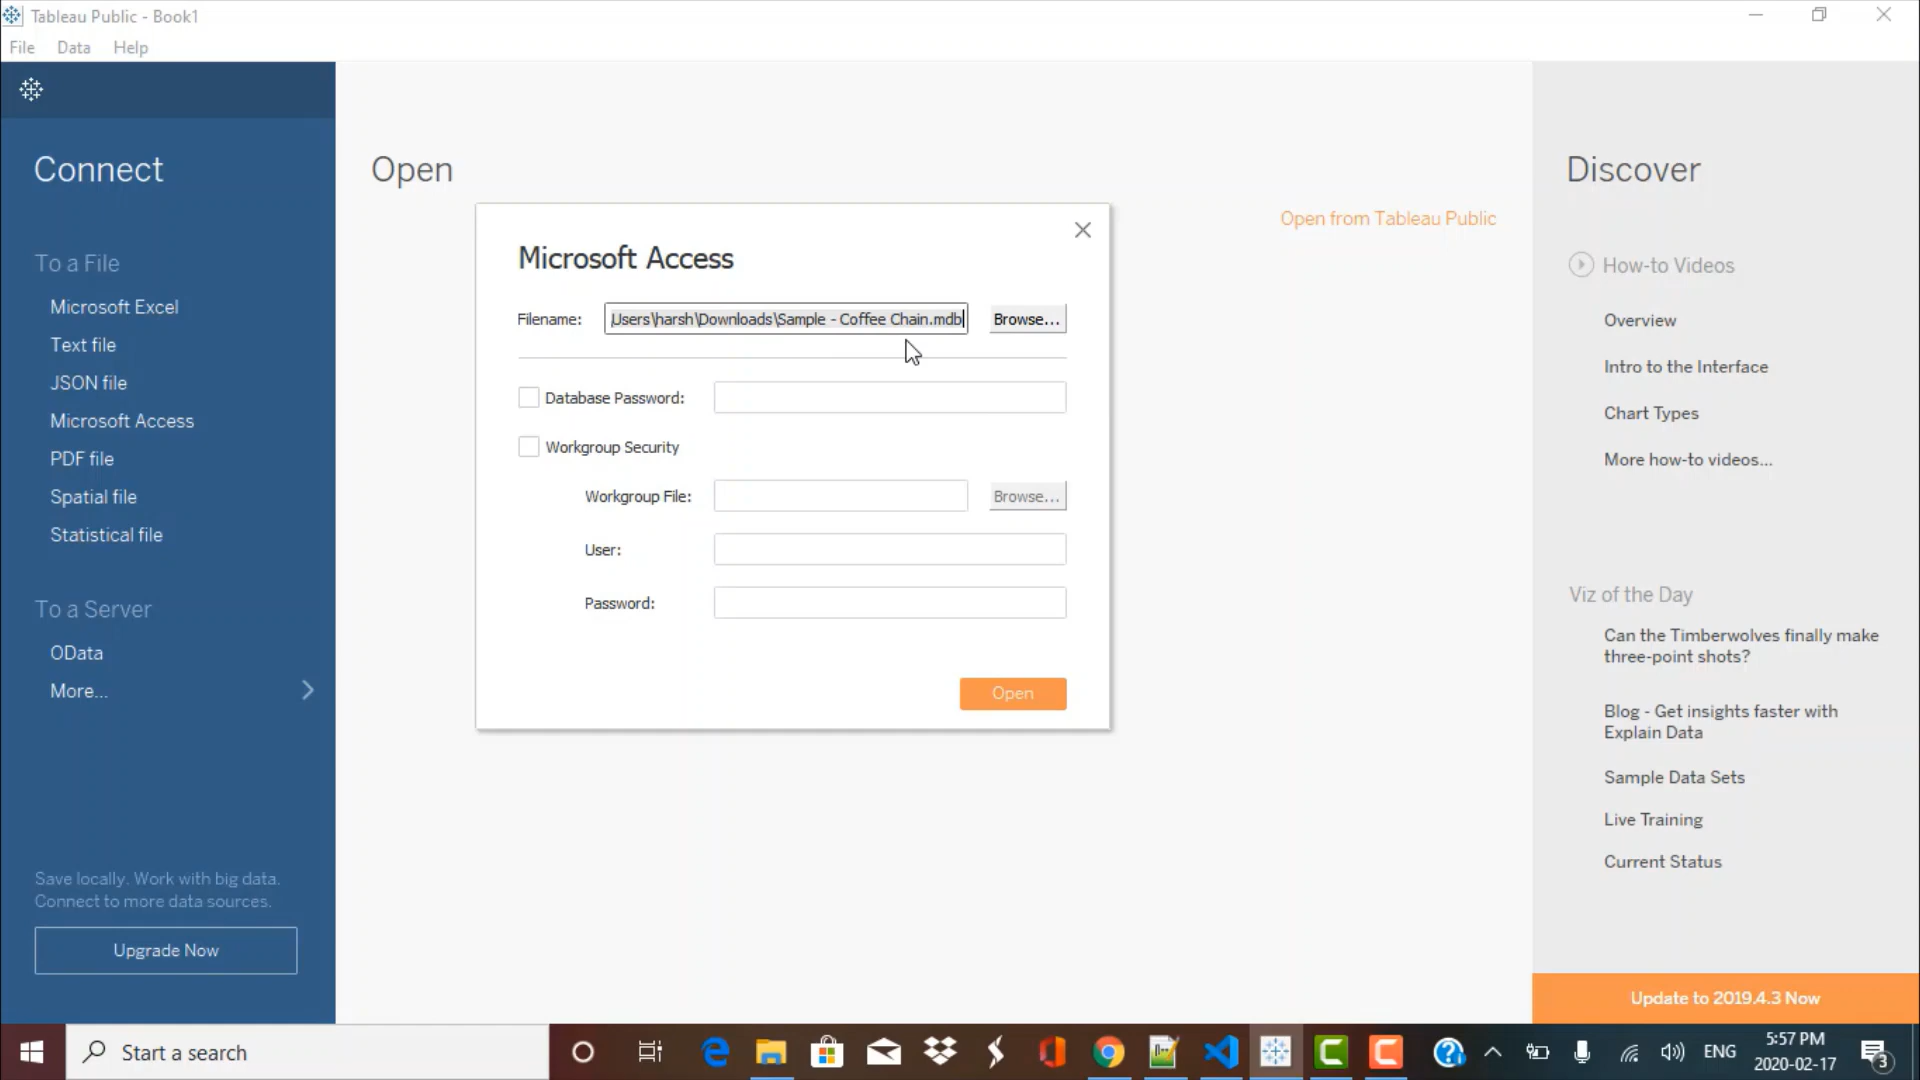 Tableau Public - Book1
File Data Help
Connect
To a File
Microsoft Excel
Text file
JSON file
Microsoft Access
PDF file
Spatial file
Statistical file
To a Server
OData
More...
Save locally. Work with big data.
Connect to more data sources.
Upgrade Now
Open
Open from Tableau Public
Microsoft Access
Filename: Users\harsh\Downloads\Sample - Coffee Chain.mdb Browse...
Database Password:
Workgroup Security
Workgroup File: Browse...
User:
Password:
Open
Discover
How-to Videos
Overview
Intro to the Interface
Chart Types
More how-to videos...
Viz of the Day
Can the Timberwolves finally make
three-point shots?
Blog - Get insights faster with
Explain Data
Sample Data Sets
Live Training
Current Status
Update to 2019.4.3 Now
Start a search
ENG
5:57 PM
2020-02-17
3